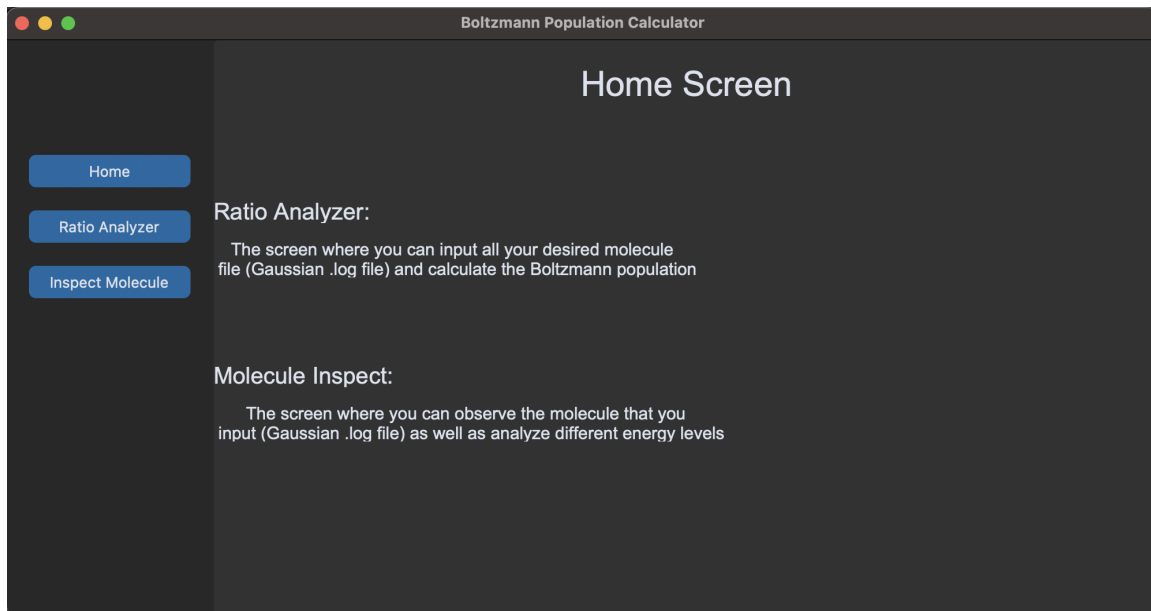 Boltzmann Population Calculator
Home Screen
Home
Ratio Analyzer
Inspect Molecule
Ratio Analyzer:
The screen where you can input all your desired molecule
file (Gaussian .log file) and calculate the Boltzmann population
Molecule Inspect:
The screen where you can observe the molecule that you
input (Gaussian .log file) as well as analyze different energy levels